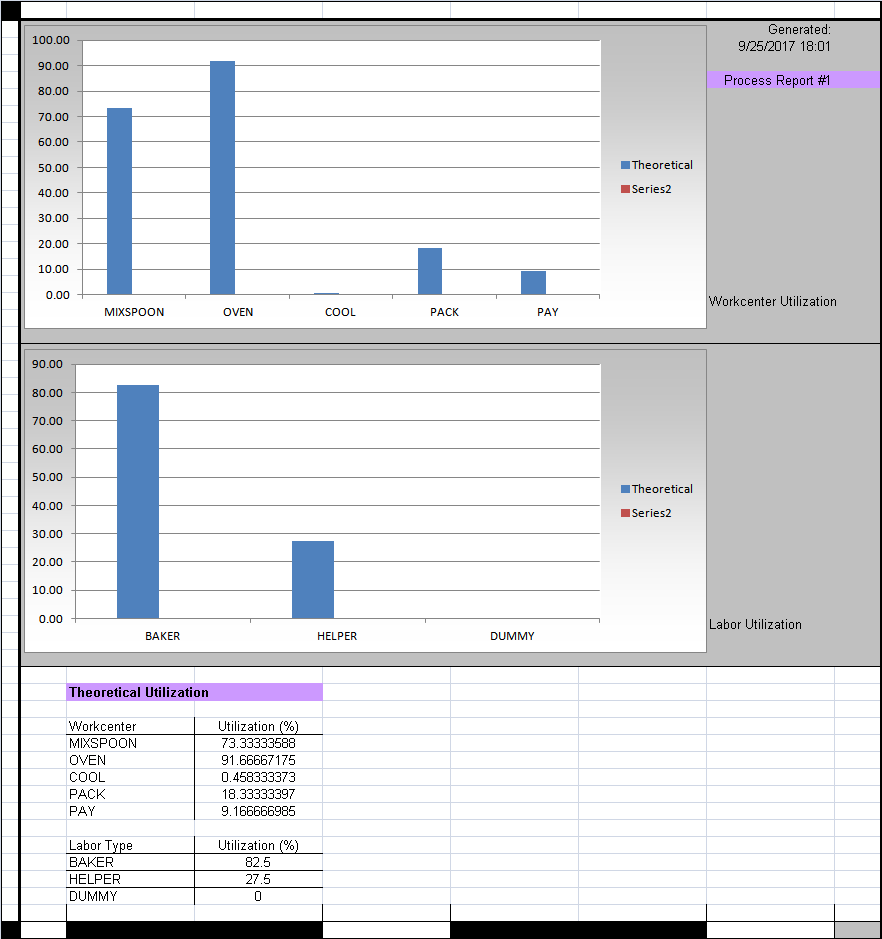 Generated:
9/25/2017 18:01
Process Report #1
100.00
90.00
80.00
70.00
60.00
50.00
40.00
30.00
20.00
10.00
0.00
MIXSPOON OVEN COOL PACK PAY
Theoretical
Series2
Workcenter Utilization
90.00
80.00
70.00
60.00
50.00
40.00
30.00
20.00
10.00
0.00
BAKER HELPER DUMMY
Theoretical
Series2
Labor Utilization
Theoretical Utilization
Workcenter Utilization (%)
MIXSPOON 73.33333588
OVEN 91.66667175
COOL 0.458333373
PACK 18.33333397
PAY 9.166666985
Labor Type Utilization (%)
BAKER 82.5
HELPER 27.5
DUMMY 0